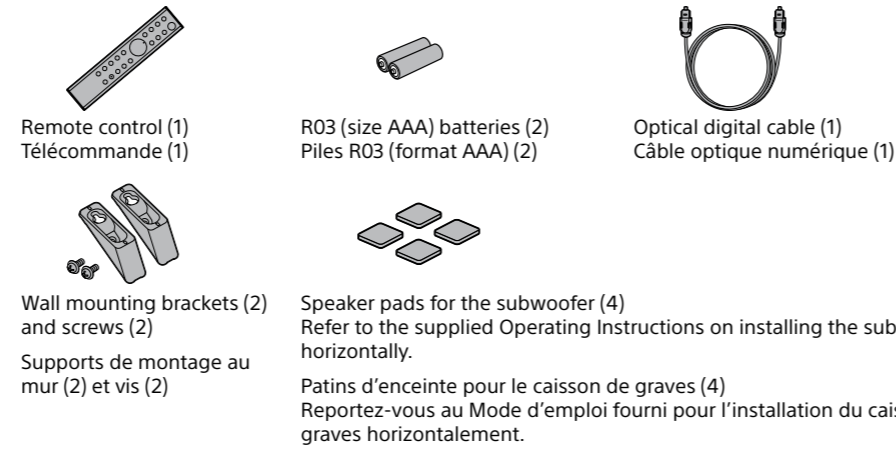 Remote control (1)
Télécommande (1)
R03 (size AAA) batteries (2)
Piles R03 (format AAA) (2)
Optical digital cable (1)
Câble optique numérique (1)
Wall mounting brackets (2)
and screws (2)
Supports de montage au
mur (2) et vis (2)
Speaker pads for the subwoofer (4)
Refer to the supplied Operating Instructions on installing the sub
horizontally.
Patins d’enceinte pour le caisson de graves (4)
Reportez-vous au Mode d’emploi fourni pour l’installation du cais
graves horizontalement.